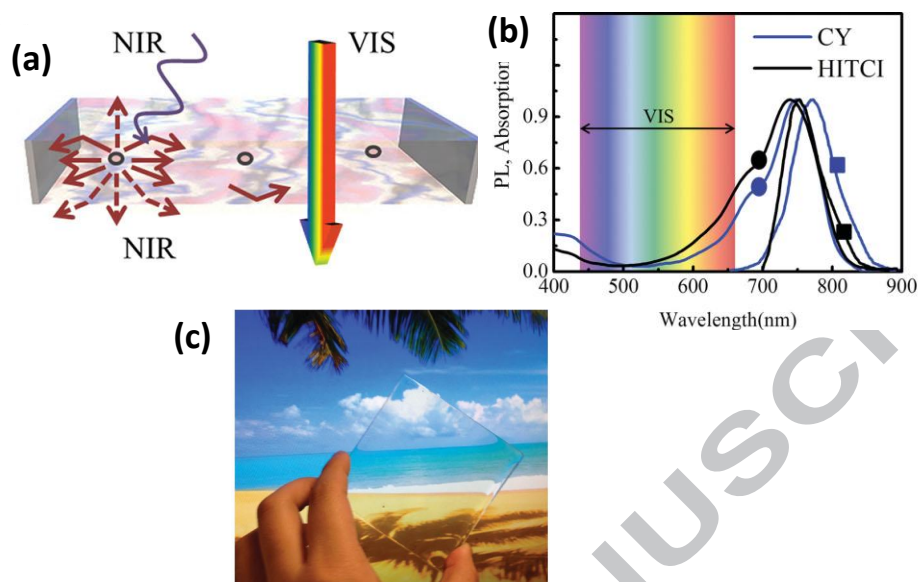 (a)
NIR
VIS
NIR
(b)
CY
HITCI
VIS
PL, Absorption
0.9
0.6
0.3
0.0
400 500 600 700 800 900
Wavelength(nm)
(c)